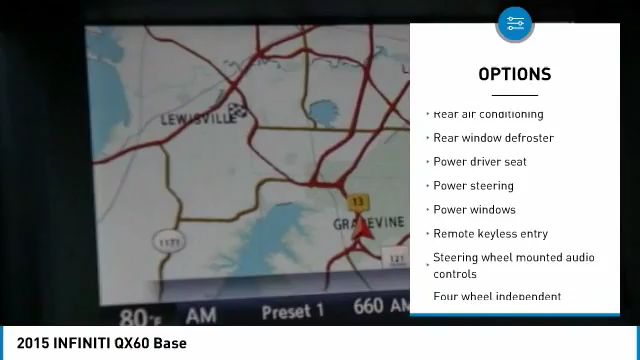 LEWISVILLE
13
GRAPEVINE
1171
121
80°F AM Preset 1 660 AM
OPTIONS
Rear air conditioning
Rear window defroster
Power driver seat
Power steering
Power windows
Remote keyless entry
Steering wheel mounted audio
controls
Four wheel independent
2015 INFINITI QX60 Base